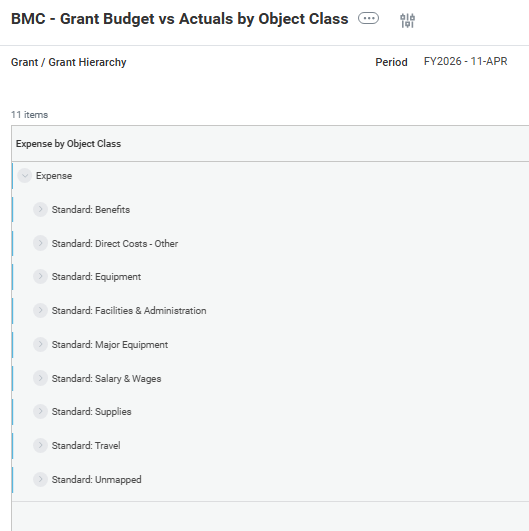 BMC - Grant Budget vs Actuals by Object Class
Grant / Grant Hierarchy Period FY2026 - 11-APR
11 items
Expense by Object Class
Expense
Standard: Benefits
Standard: Direct Costs - Other
Standard: Equipment
Standard: Facilities & Administration
Standard: Major Equipment
Standard: Salary & Wages
Standard: Supplies
Standard: Travel
Standard: Unmapped